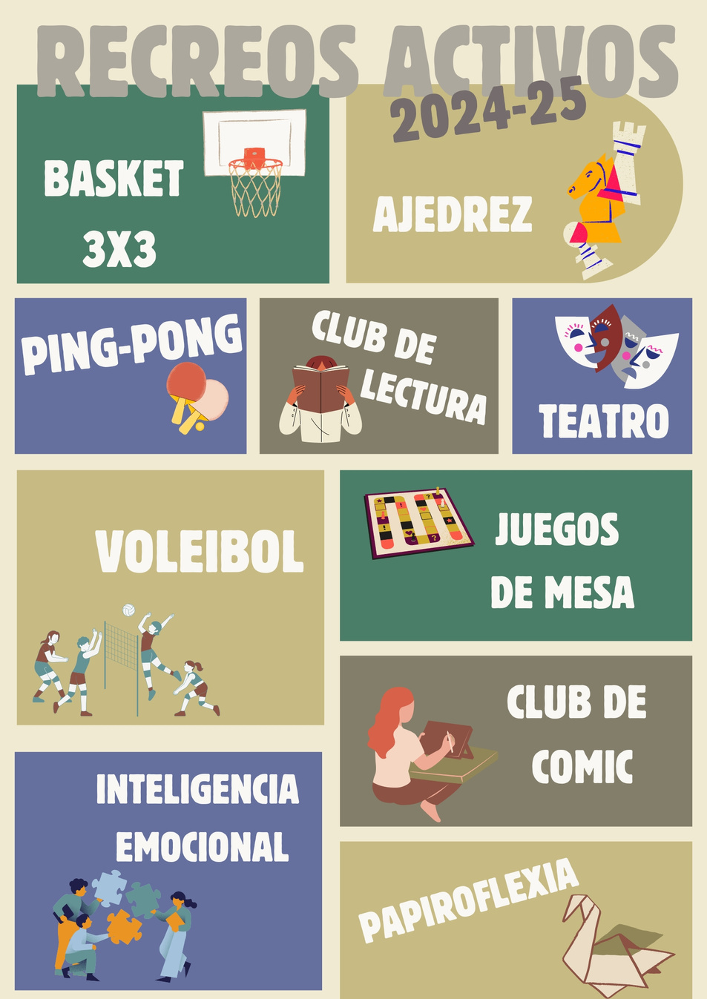 RECREOS ACTIVOS
2024-25
BASKET
3X3
AJEDREZ
PING-PONG
CLUB DE
LECTURA
TEATRO
VOLEIBOL
JUEGOS
DE MESA
CLUB DE
COMIC
INTELIGENCIA
EMOCIONAL
PAPIROFLEXIA